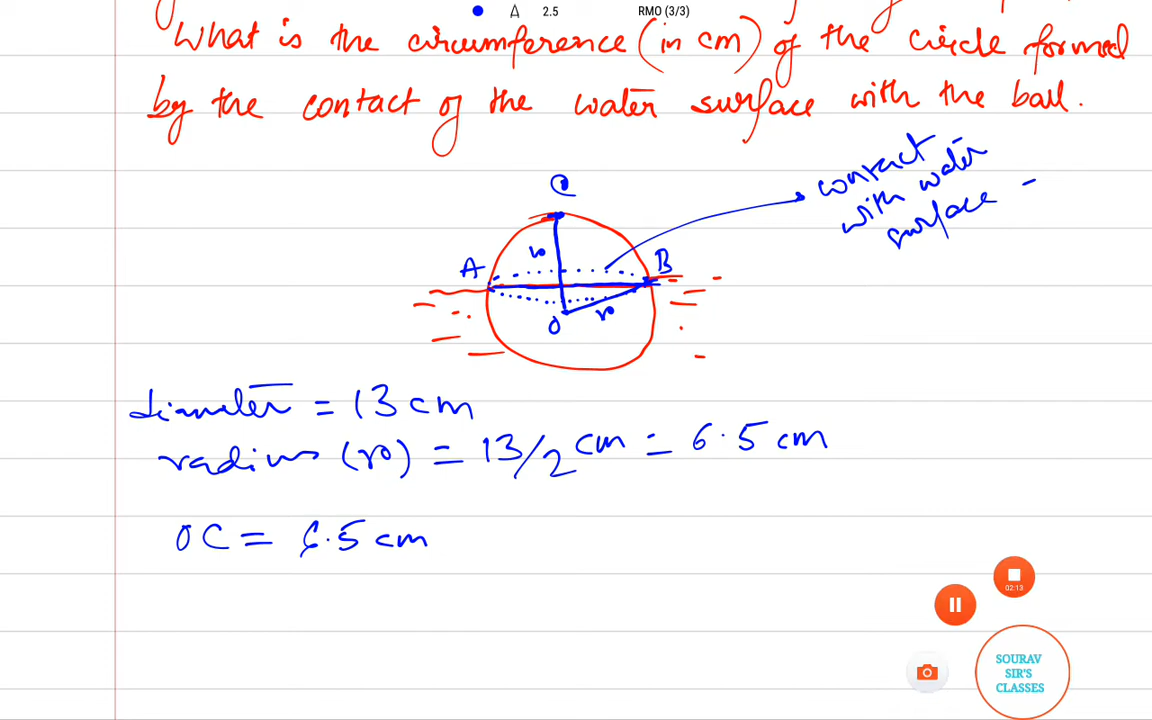 A 2.5 RMO (3/3)
What is the circumference (in cm) of the circle formed
by the contact of the water surface with the ball.
contact
with water
surface -
C
r
A
B
O
r
diameter = 13 cm
radius (r) = 13/2 cm = 6.5 cm
OC = 6.5 cm
02:13
SOURAV
SIR'S
CLASSES